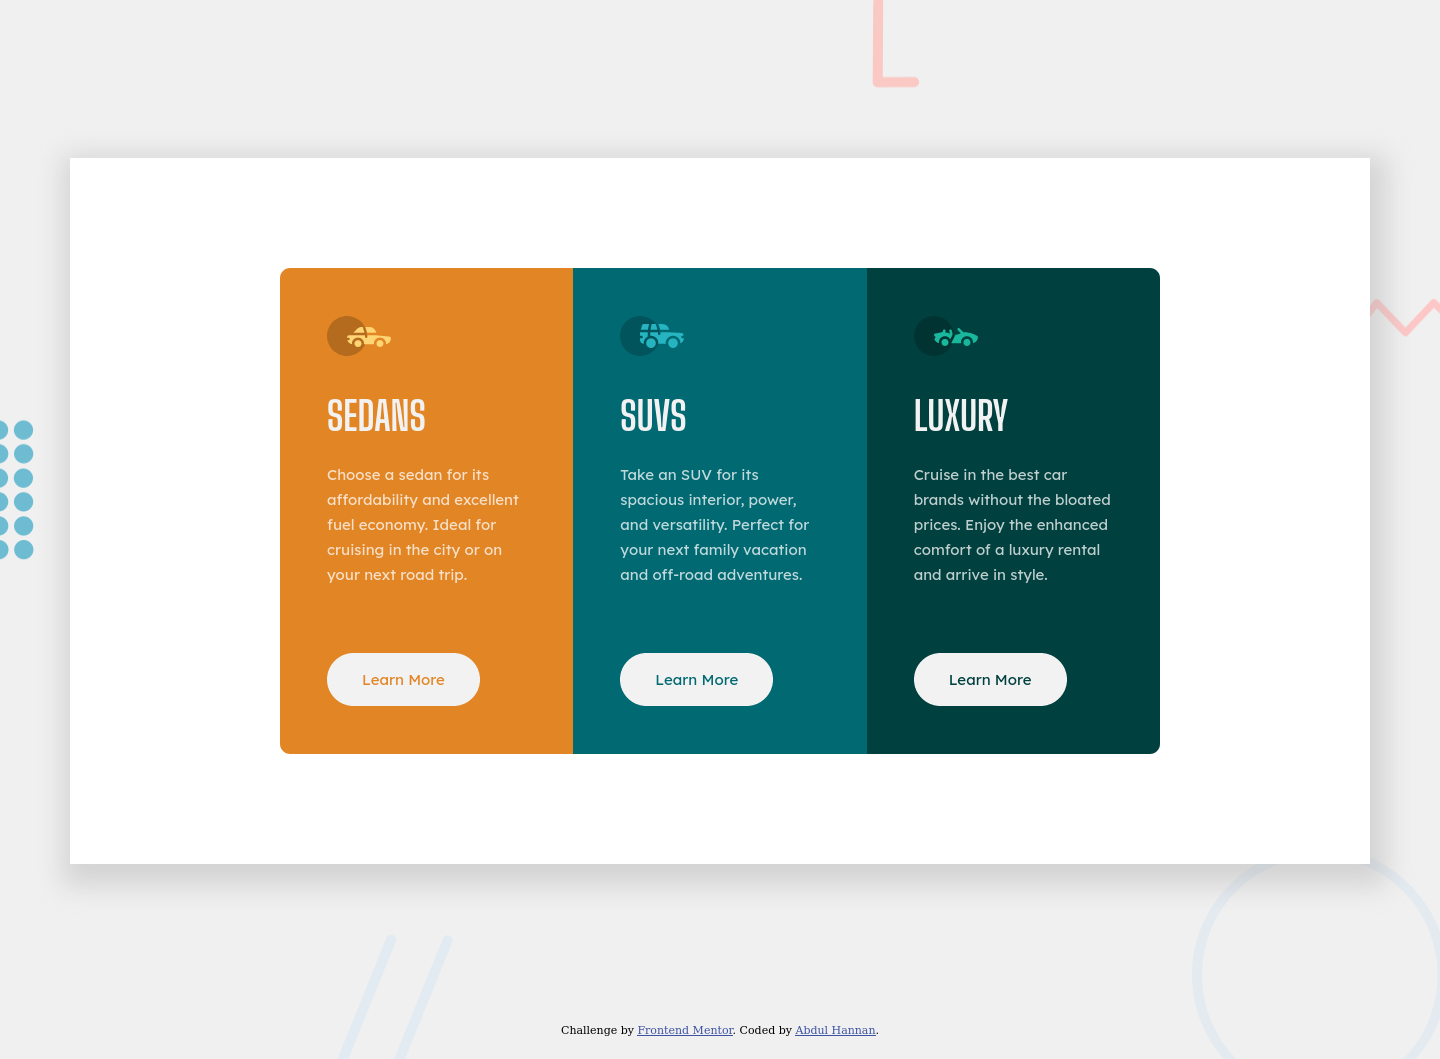 SEDANS
Choose a sedan for its
affordability and excellent
fuel economy. Ideal for
cruising in the city or on
your next road trip.
Learn More
SUVS
Take an SUV for its
spacious interior, power,
and versatility. Perfect for
your next family vacation
and off-road adventures.
Learn More
LUXURY
Cruise in the best car
brands without the bloated
prices. Enjoy the enhanced
comfort of a luxury rental
and arrive in style.
Learn More
Challenge by Frontend Mentor. Coded by Abdul Hannan.